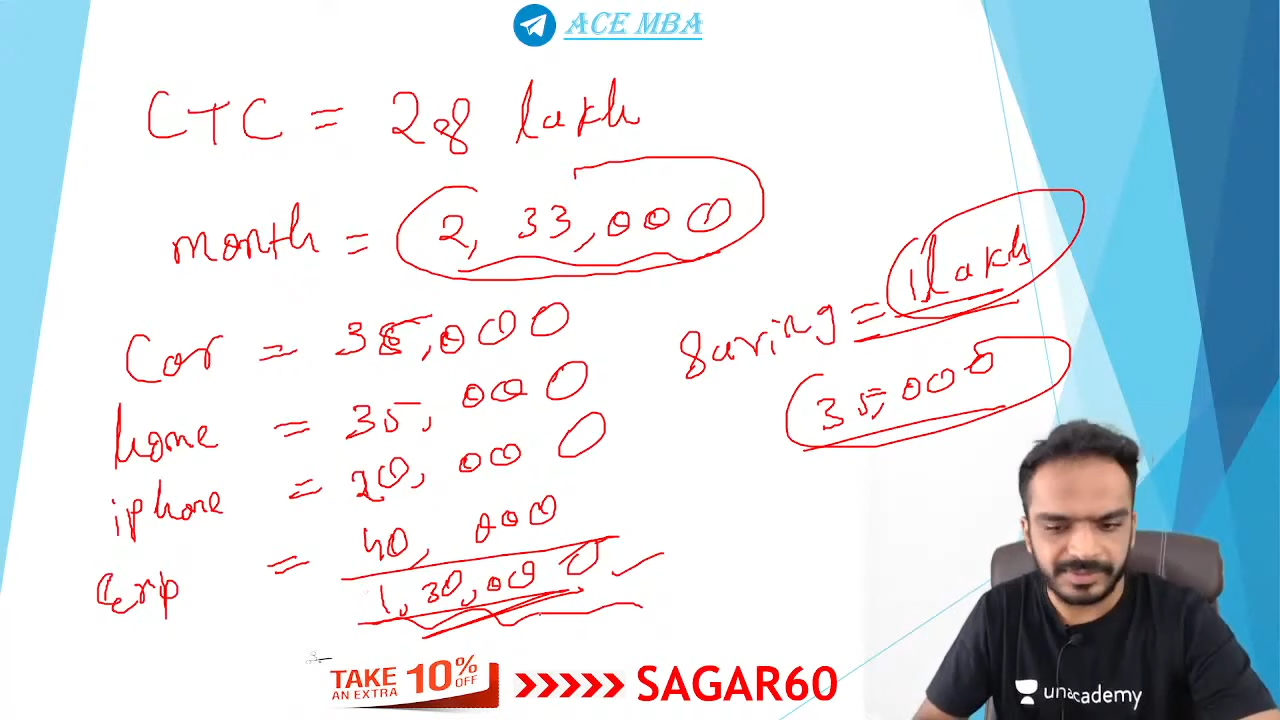 ACE MBA
CTC = 28 lakh
month = 2,33,000
Car = 35,000
home = 35,000
iphone = 20,000
Exp = 40,000
1,30,000
Saving = 1 lakh
35,000
TAKE 10% OFF
AN EXTRA
>>>>> SAGAR60
unacademy